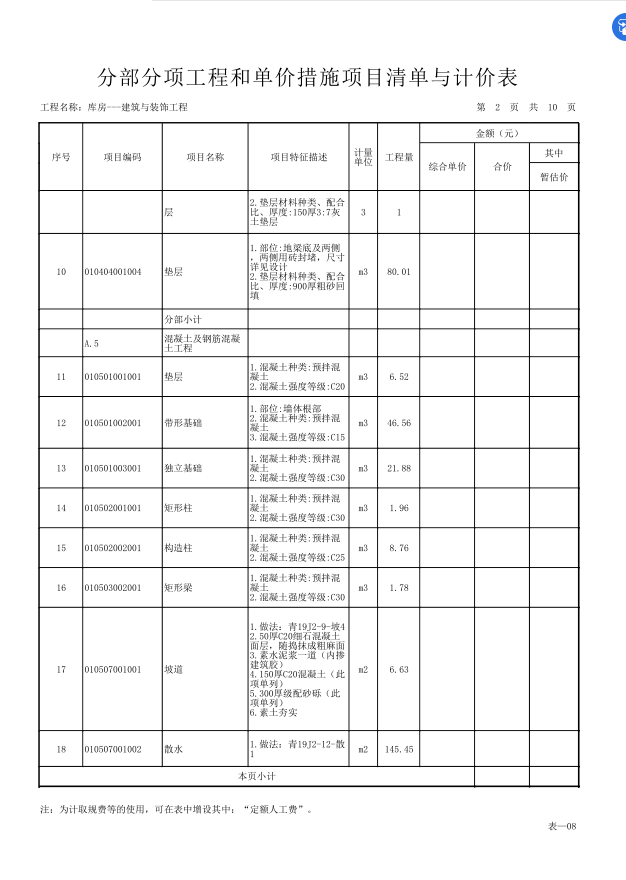 分部分项工程和单价措施项目清单与计价表
工程名称: 库房---建筑与装饰工程 第 2 页 共 10 页
序号 项目编码 项目名称 项目特征描述 计量单位 工程量 金额（元）
综合单价 合价 其中
暂估价
层 2.垫层材料种类、配合
比、厚度:150厚3:7灰
土垫层 3 1
10 010404001004 垫层 1.部位:地梁底及两侧
，两侧用砖封堵，尺寸
详见设计
2.垫层材料种类、配合
比、厚度:900厚粗砂回
填 m3 80.01
分部小计
A.5 混凝土及钢筋混凝
土工程
11 010501001001 垫层 1.混凝土种类:预拌混
凝土
2.混凝土强度等级:C20 m3 6.52
12 010501002001 带形基础 1.部位:墙体根部
2.混凝土种类:预拌混
凝土
3.混凝土强度等级:C15 m3 46.56
13 010501003001 独立基础 1.混凝土种类:预拌混
凝土
2.混凝土强度等级:C30 m3 21.88
14 010502001001 矩形柱 1.混凝土种类:预拌混
凝土
2.混凝土强度等级:C30 m3 1.96
15 010502002001 构造柱 1.混凝土种类:预拌混
凝土
2.混凝土强度等级:C25 m3 8.76
16 010503002001 矩形梁 1.混凝土种类:预拌混
凝土
2.混凝土强度等级:C30 m3 1.78
17 010507001001 坡道 1.做法: 青19J2-9-坡4
2.50厚C20细石混凝土
面层，随捣抹成粗麻面
3.素水泥浆一道（内掺
建筑胶）
4.150厚C20混凝土（此
项单列）
5.300厚级配砂砾（此
项单列）
6.素土夯实 m2 6.63
18 010507001002 散水 1.做法: 青19J2-12-散
1 m2 145.45
本页小计
注: 为计取规费等的使用，可在表中增设其中: “定额人工费”。
表—08